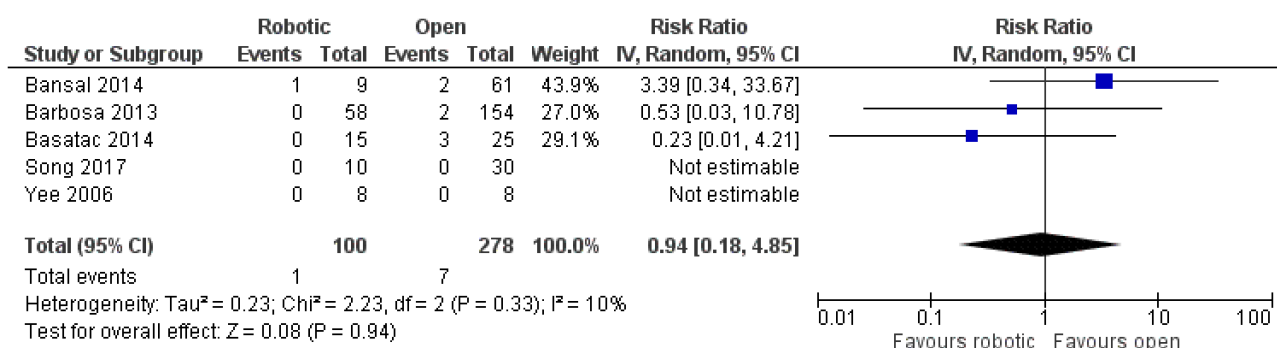 Robotic Open Risk Ratio Risk Ratio
Study or Subgroup Events Total Events Total Weight IV, Random, 95% CI IV, Random, 95% CI
Bansal 2014 1 9 2 61 43.9% 3.39 [0.34, 33.67]
Barbosa 2013 0 58 2 154 27.0% 0.53 [0.03, 10.78]
Basatac 2014 0 15 3 25 29.1% 0.23 [0.01, 4.21]
Song 2017 0 10 0 30 Not estimable
Yee 2006 0 8 0 8 Not estimable
Total (95% CI) 100 278 100.0% 0.94 [0.18, 4.85]
Total events 1 7
Heterogeneity: Tau² = 0.23; Chi² = 2.23, df = 2 (P = 0.33); I² = 10%
Test for overall effect: Z = 0.08 (P = 0.94)
0.01 0.1 1 10 100
Favours robotic Favours open